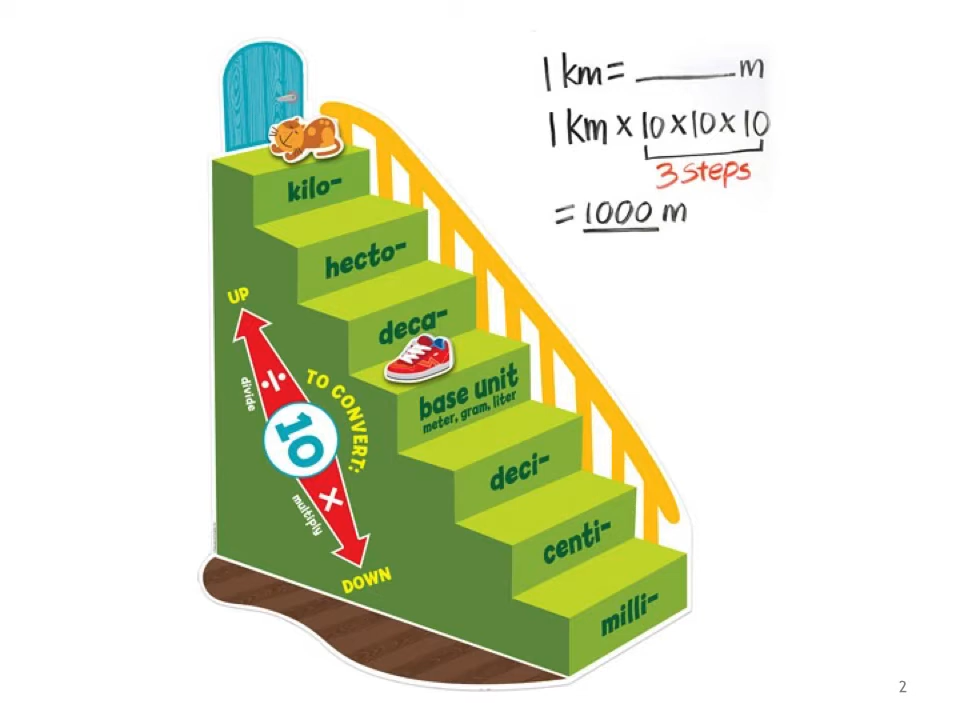 1 km = ______ m
1 km x 10 x 10 x 10
3 steps
= 1000 m
kilo-
hecto-
deca-
base unit
meter, gram, liter
deci-
centi-
milli-
UP
÷
divide
TO CONVERT:
10
x
multiply
DOWN
2